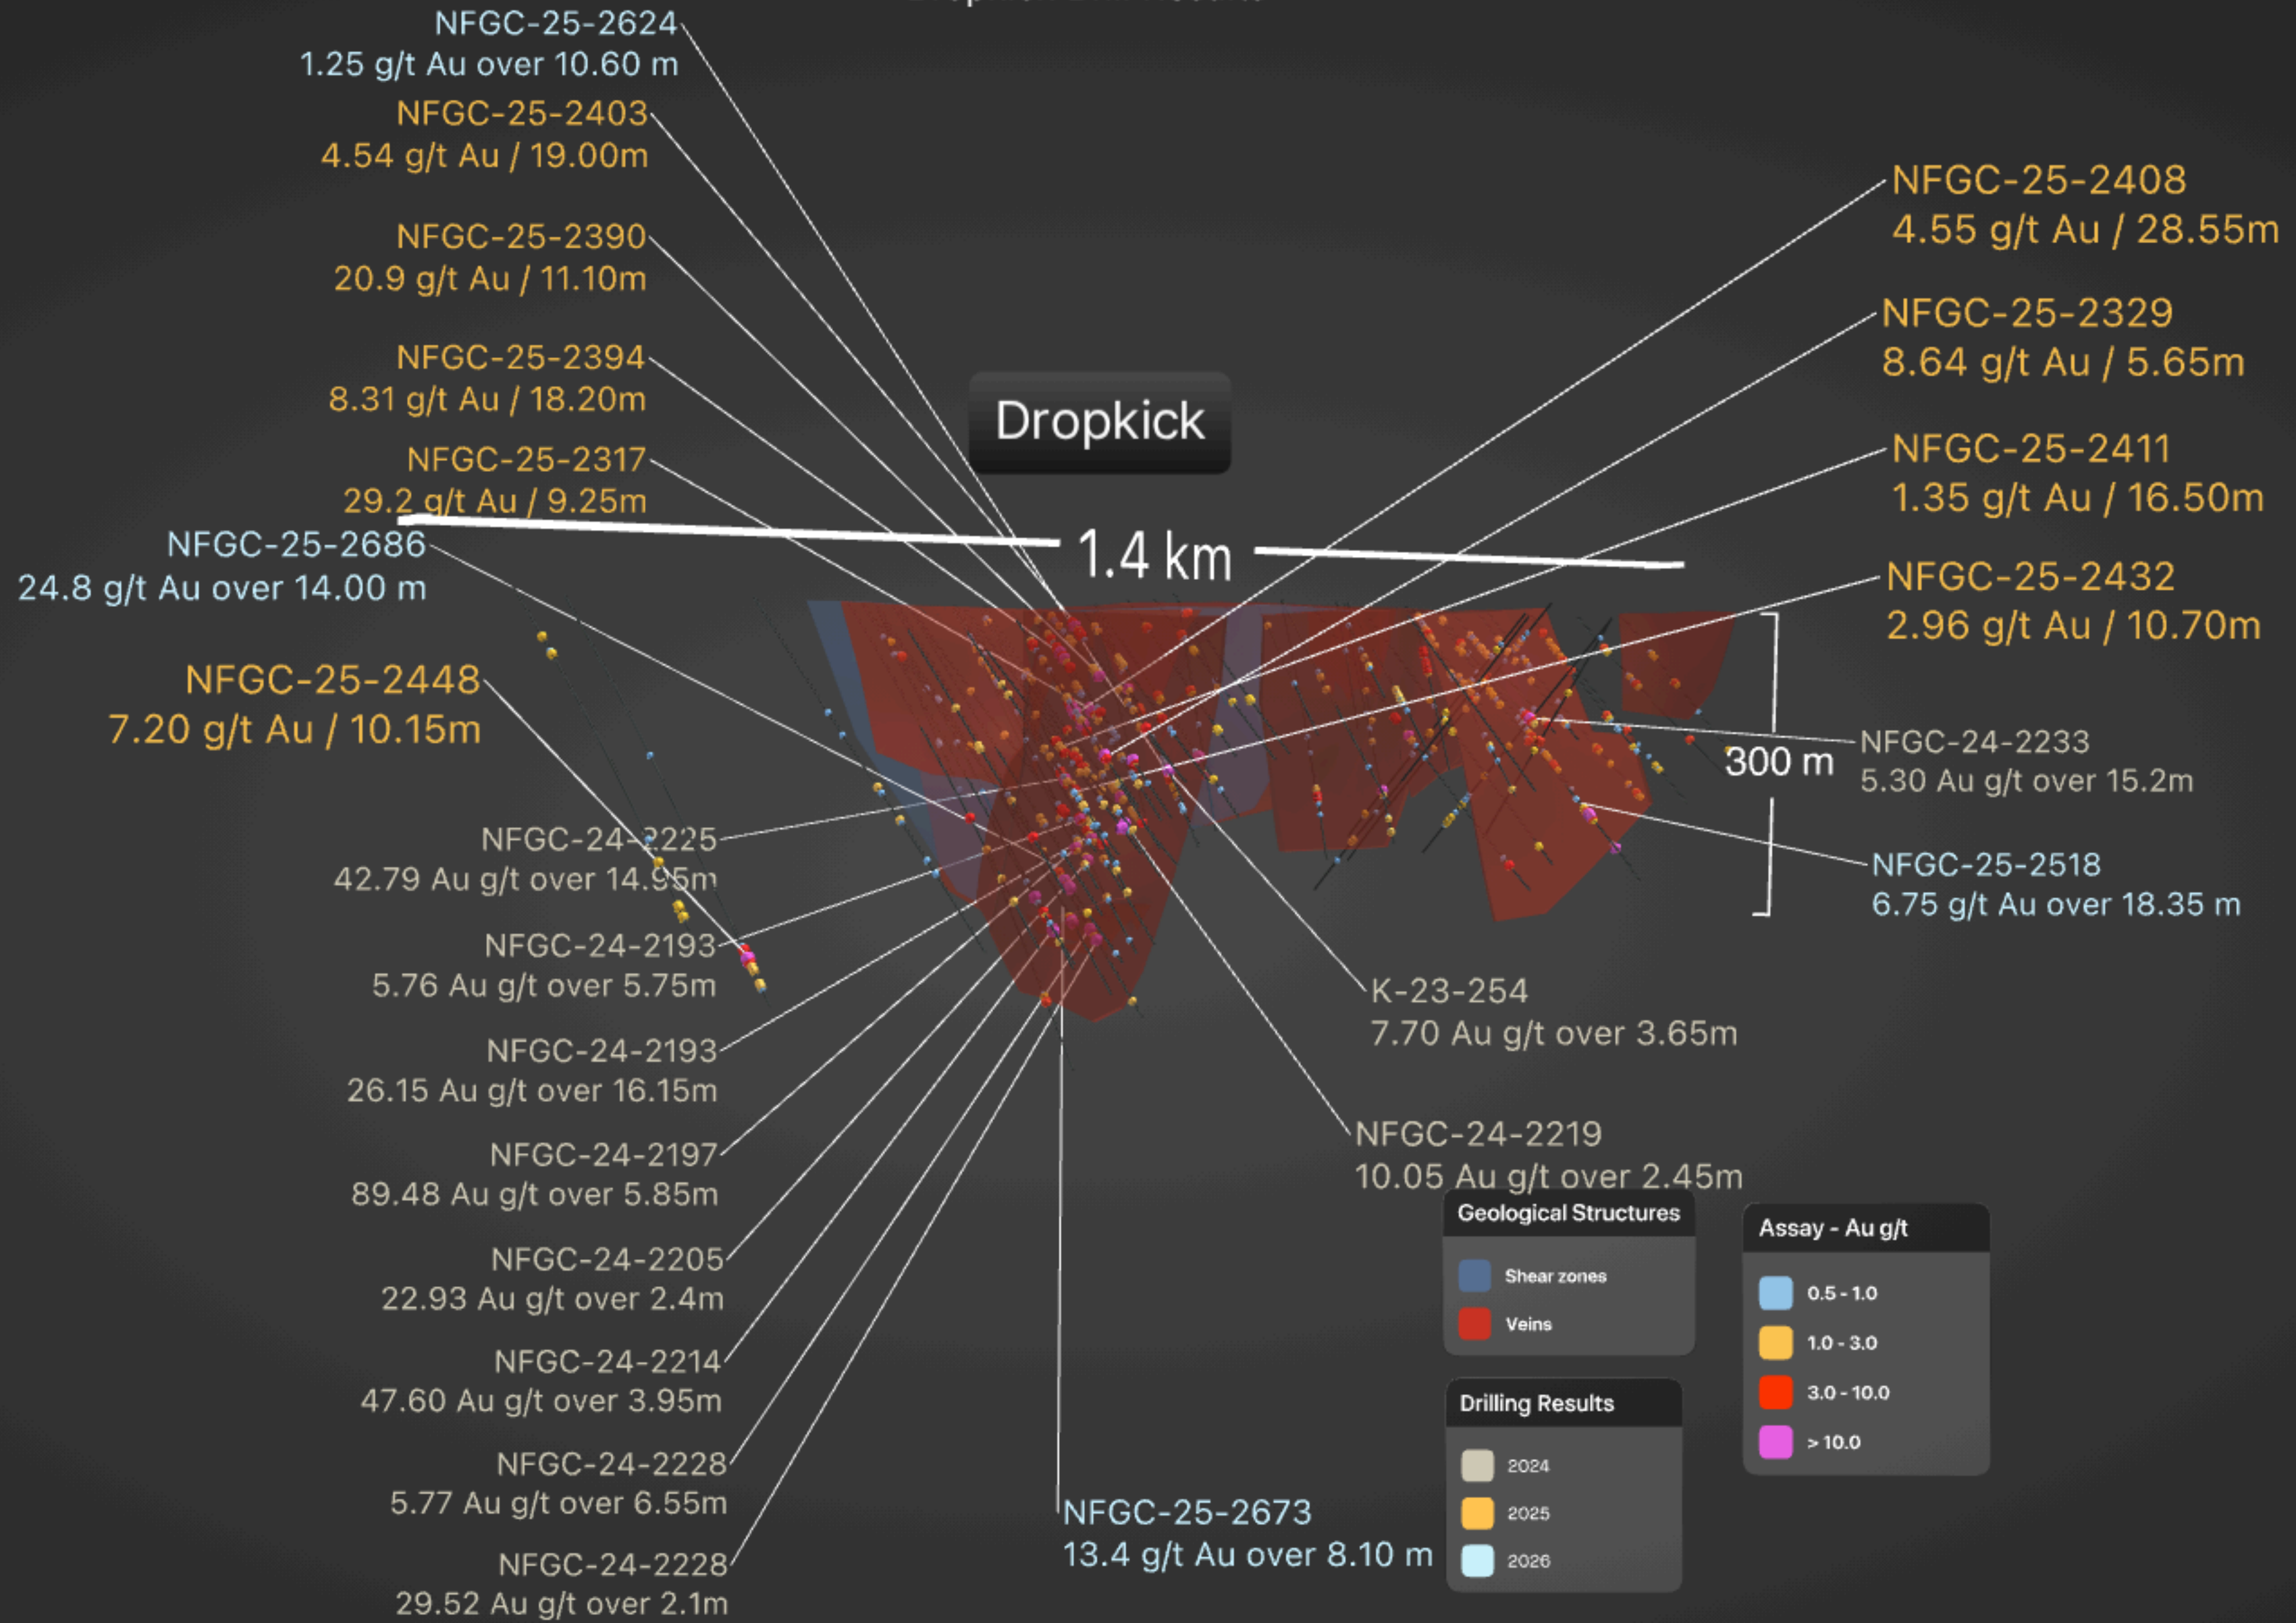 NFGC-25-2624
1.25 g/t Au over 10.60 m
NFGC-25-2403
4.54 g/t Au / 19.00m
NFGC-25-2390
20.9 g/t Au / 11.10m
NFGC-25-2394
8.31 g/t Au / 18.20m
NFGC-25-2317
29.2 g/t Au / 9.25m
NFGC-25-2686
24.8 g/t Au over 14.00 m
NFGC-25-2448
7.20 g/t Au / 10.15m
NFGC-24-2225
42.79 Au g/t over 14.95m
NFGC-24-2193
5.76 Au g/t over 5.75m
NFGC-24-2193
26.15 Au g/t over 16.15m
NFGC-24-2197
89.48 Au g/t over 5.85m
NFGC-24-2205
22.93 Au g/t over 2.4m
NFGC-24-2214
47.60 Au g/t over 3.95m
NFGC-24-2228
5.77 Au g/t over 6.55m
NFGC-24-2228
29.52 Au g/t over 2.1m
Dropkick
1.4 km
NFGC-25-2408
4.55 g/t Au / 28.55m
NFGC-25-2329
8.64 g/t Au / 5.65m
NFGC-25-2411
1.35 g/t Au / 16.50m
NFGC-25-2432
2.96 g/t Au / 10.70m
300 m
NFGC-24-2233
5.30 Au g/t over 15.2m
NFGC-25-2518
6.75 g/t Au over 18.35 m
K-23-254
7.70 Au g/t over 3.65m
NFGC-24-2219
10.05 Au g/t over 2.45m
NFGC-25-2673
13.4 g/t Au over 8.10 m
Geological Structures
Shear zones
Veins
Drilling Results
2024
2025
2026
Assay - Au g/t
0.5 - 1.0
1.0 - 3.0
3.0 - 10.0
> 10.0